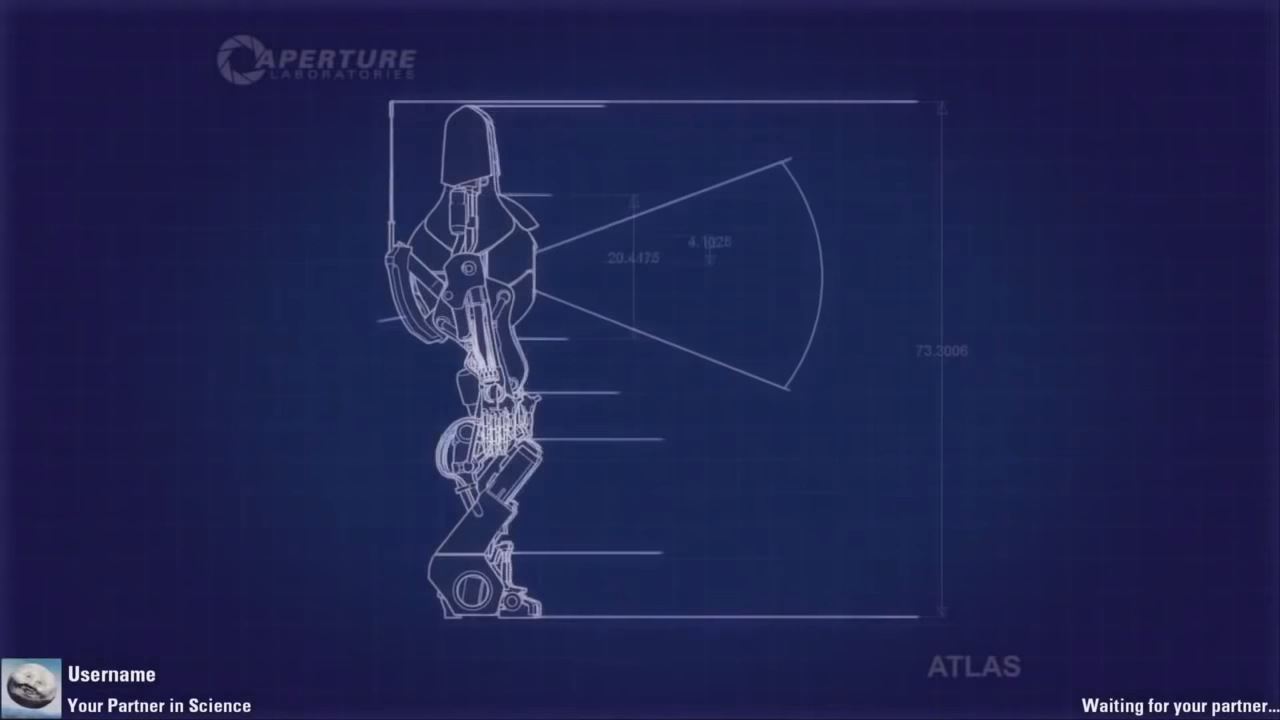 APERTURE
LABORATORIES
4.1026
20.4475
73.3006
ATLAS
Username
Your Partner in Science
Waiting for your partner...